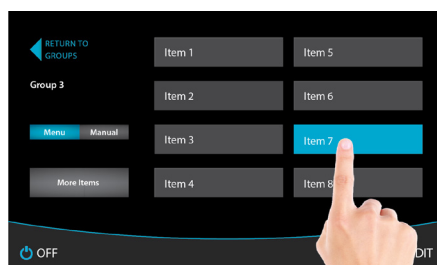 RETURN TO
GROUPS
Group 3
Menu Manual
More Items
Item 1
Item 5
Item 2
Item 6
Item 3
Item 7
Item 4
Item 8
OFF
DIT